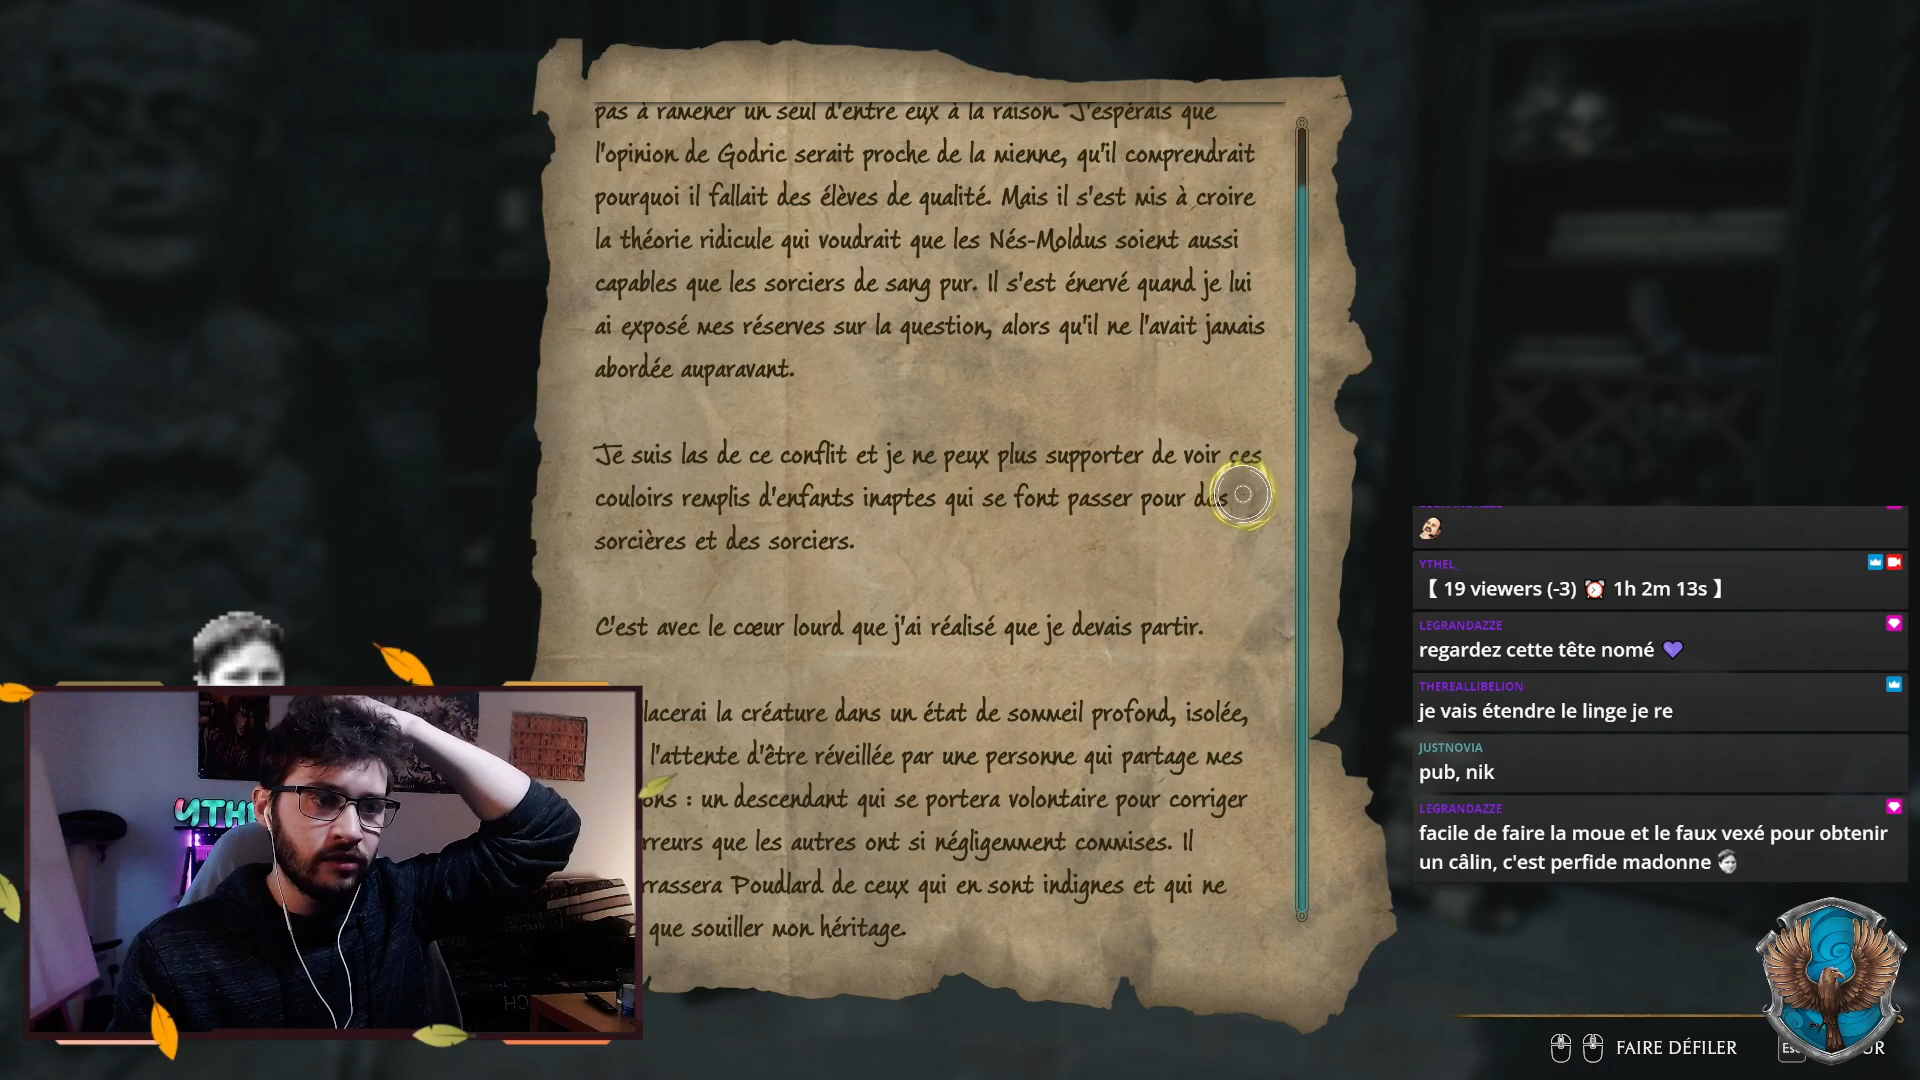 pas à ramener un seul d'entre eux à la raison. J'espérais que
l'opinion de Godric serait proche de la mienne, qu'il comprendrait
pourquoi il fallait des élèves de qualité. Mais il s'est mis à croire
la théorie ridicule qui voudrait que les Nés-Moldus soient aussi
capables que les sorciers de sang pur. Il s'est énervé quand je lui
ai exposé mes réserves sur la question, alors qu'il ne l'avait jamais
abordée auparavant.
Je suis las de ce conflit et je ne peux plus supporter de voir ces
couloirs remplis d'enfants inaptes qui se font passer pour des
sorcières et des sorciers.
C'est avec le cœur lourd que j'ai réalisé que je devais partir.
lacerai la créature dans un état de sommeil profond, isolée,
l'attente d'être réveillée par une personne qui partage mes
ons : un descendant qui se portera volontaire pour corriger
rreurs que les autres ont si négligemment commises. Il
rrassera Poudlard de ceux qui en sont indignes et qui ne
que souiller mon héritage.
YTHEL_
【 19 viewers (-3) ⏰ 1h 2m 13s 】
LEGRANDAZZE
regardez cette tête nomé 💜
THEREALLIBELION
je vais étendre le linge je re
JUSTNOVIA
pub, nik
LEGRANDAZZE
facile de faire la moue et le faux vexé pour obtenir
un câlin, c'est perfide madonne
YTHE
FAIRE DÉFILER
Esc
UR